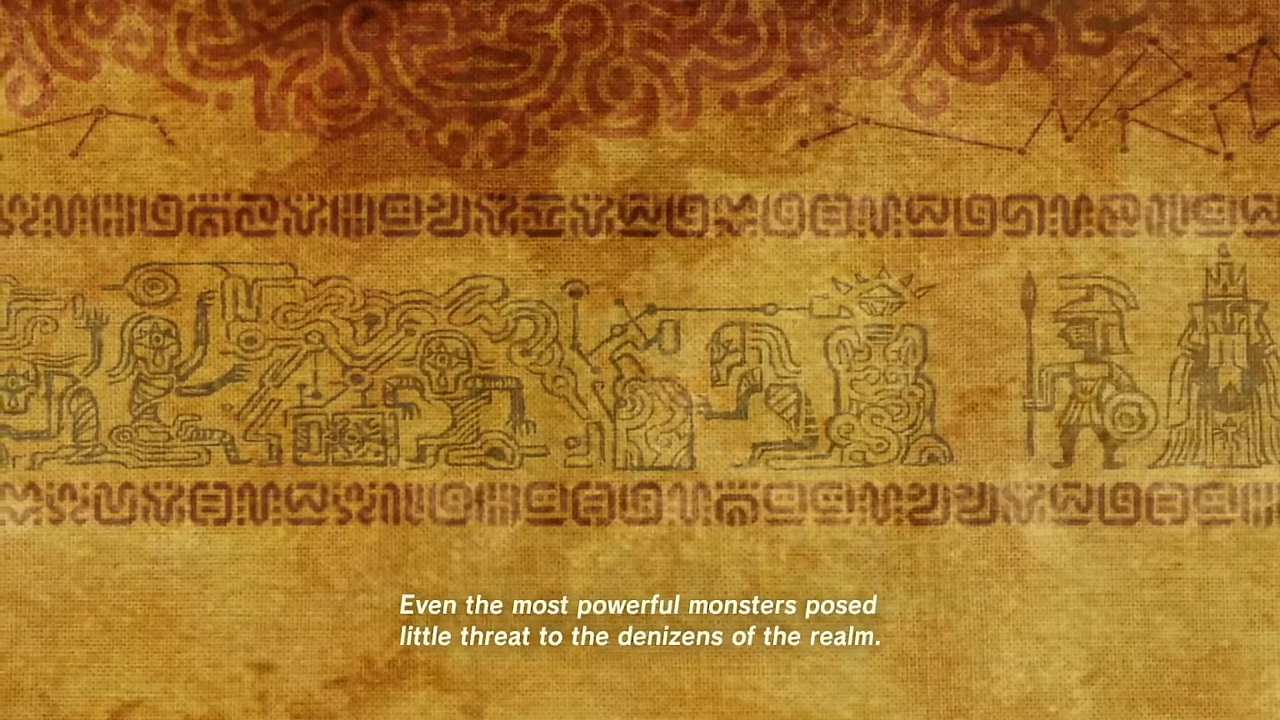 Even the most powerful monsters posed
little threat to the denizens of the realm.